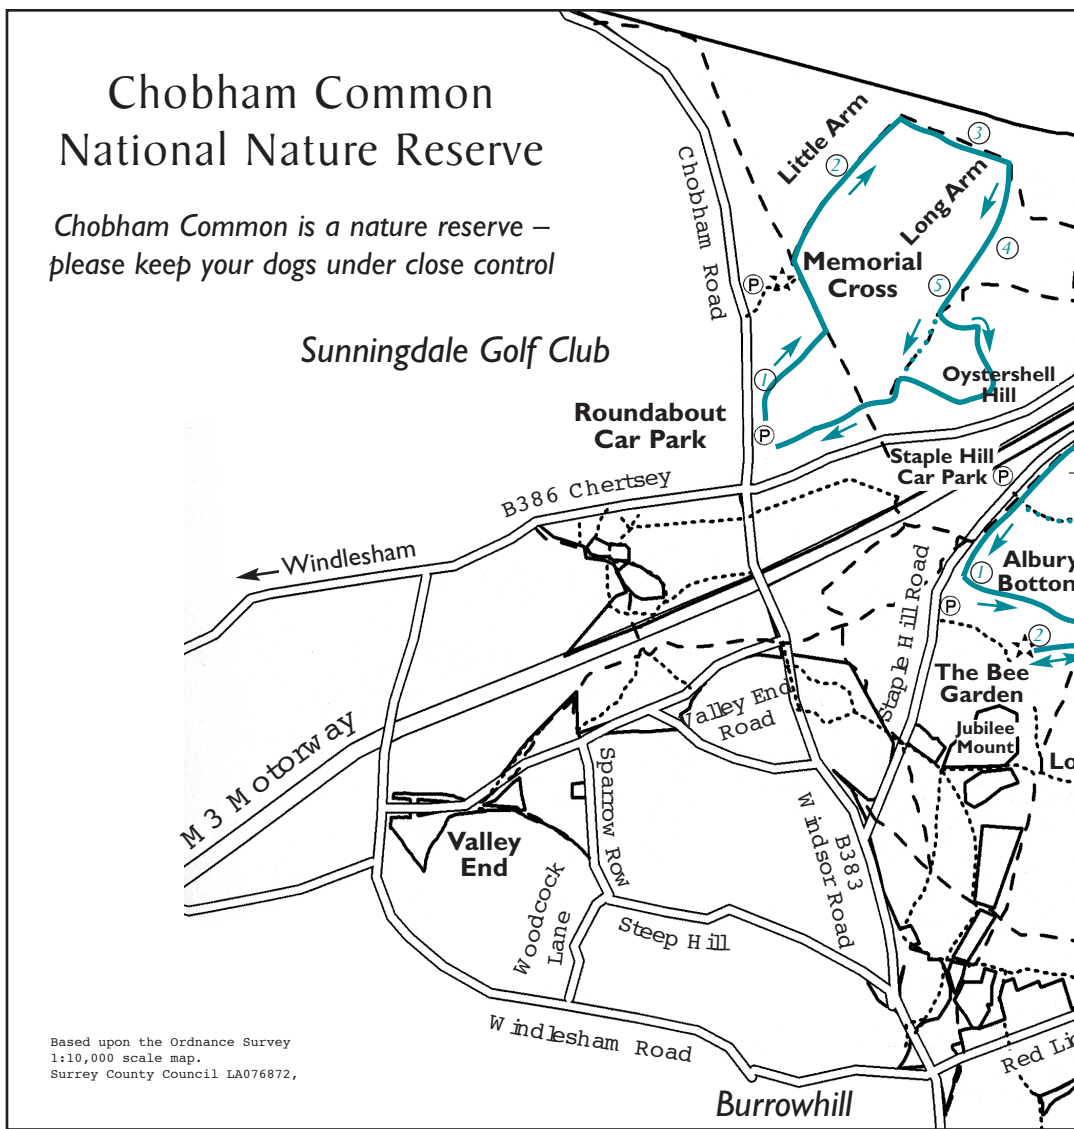 Chobham Common
National Nature Reserve
Chobham Common is a nature reserve –
please keep your dogs under close control
Sunningdale Golf Club
Chobham Road
Little Arm
2
3
Long Arm
4
Memorial
Cross
P
5
1
Oystershell
Hill
Roundabout
Car Park
P
Staple Hill
Car Park
P
B386 Chertsey
Windlesham
Albury
1
P
2
Staple Hill Road
The Bee
Garden
Jubilee
Mount
Lo
Valley End
Road
M3 Motorway
Sparrow Row
Valley
End
B383
Windsor Road
Woodcock
Lane
Steep Hill
Windlesham Road
Red Li
Based upon the Ordnance Survey
1:10,000 scale map.
Surrey County Council LA076872,
Burrowhill